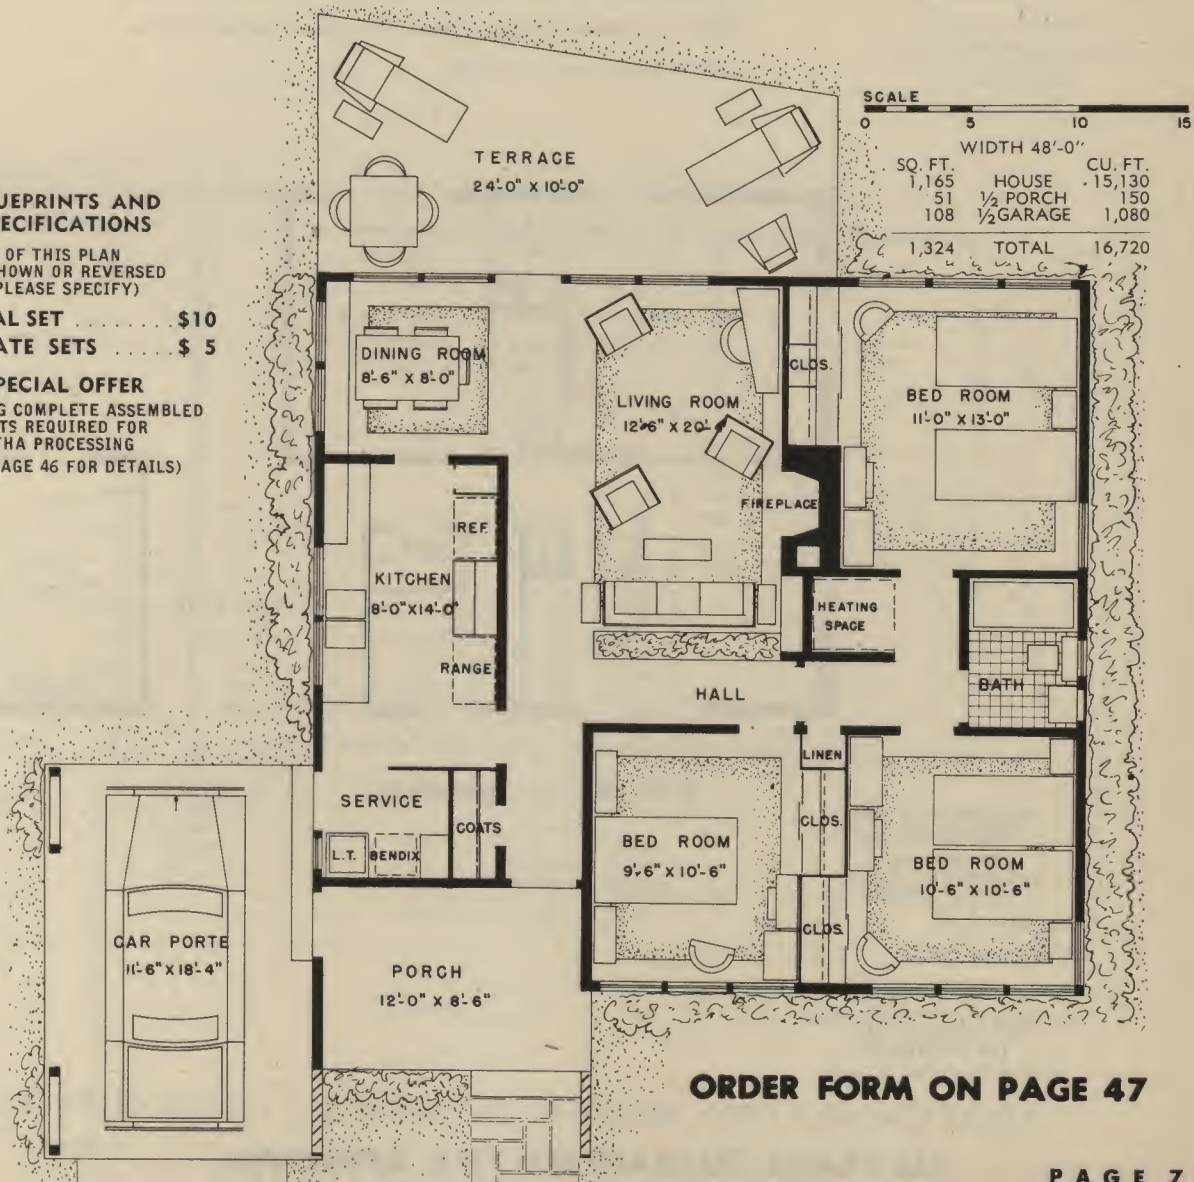 SCALE
0 5 10 15
WIDTH 48'-0"
SQ. FT. CU. FT.
1,165 HOUSE 15,130
51 ½ PORCH 150
108 ½ GARAGE 1,080
1,324 TOTAL 16,720
UEPRINTS AND
ECIFICATIONS
OF THIS PLAN
HOWN OR REVERSED
PLEASE SPECIFY)
AL SET ........ $10
ATE SETS ..... $ 5
PECIAL OFFER
G COMPLETE ASSEMBLED
TS REQUIRED FOR
THA PROCESSING
AGE 46 FOR DETAILS)
TERRACE
24'-0" X 10'-0"
DINING ROOM
8'-6" X 8'-0"
LIVING ROOM
12'-6" X 20'-4"
CLOS.
BED ROOM
11'-0" X 13'-0"
FIREPLACE
REF.
KITCHEN
8'-0" X 14'-0"
RANGE
HEATING
SPACE
BATH
HALL
LINEN
SERVICE
COATS
L.T. BENDIX
CLOS.
BED ROOM
9'-6" X 10'-6"
BED ROOM
10'-6" X 10'-6"
CLOS.
CAR PORTE
11'-6" X 18'-4"
PORCH
12'-0" X 8'-6"
ORDER FORM ON PAGE 47
PAGE 7